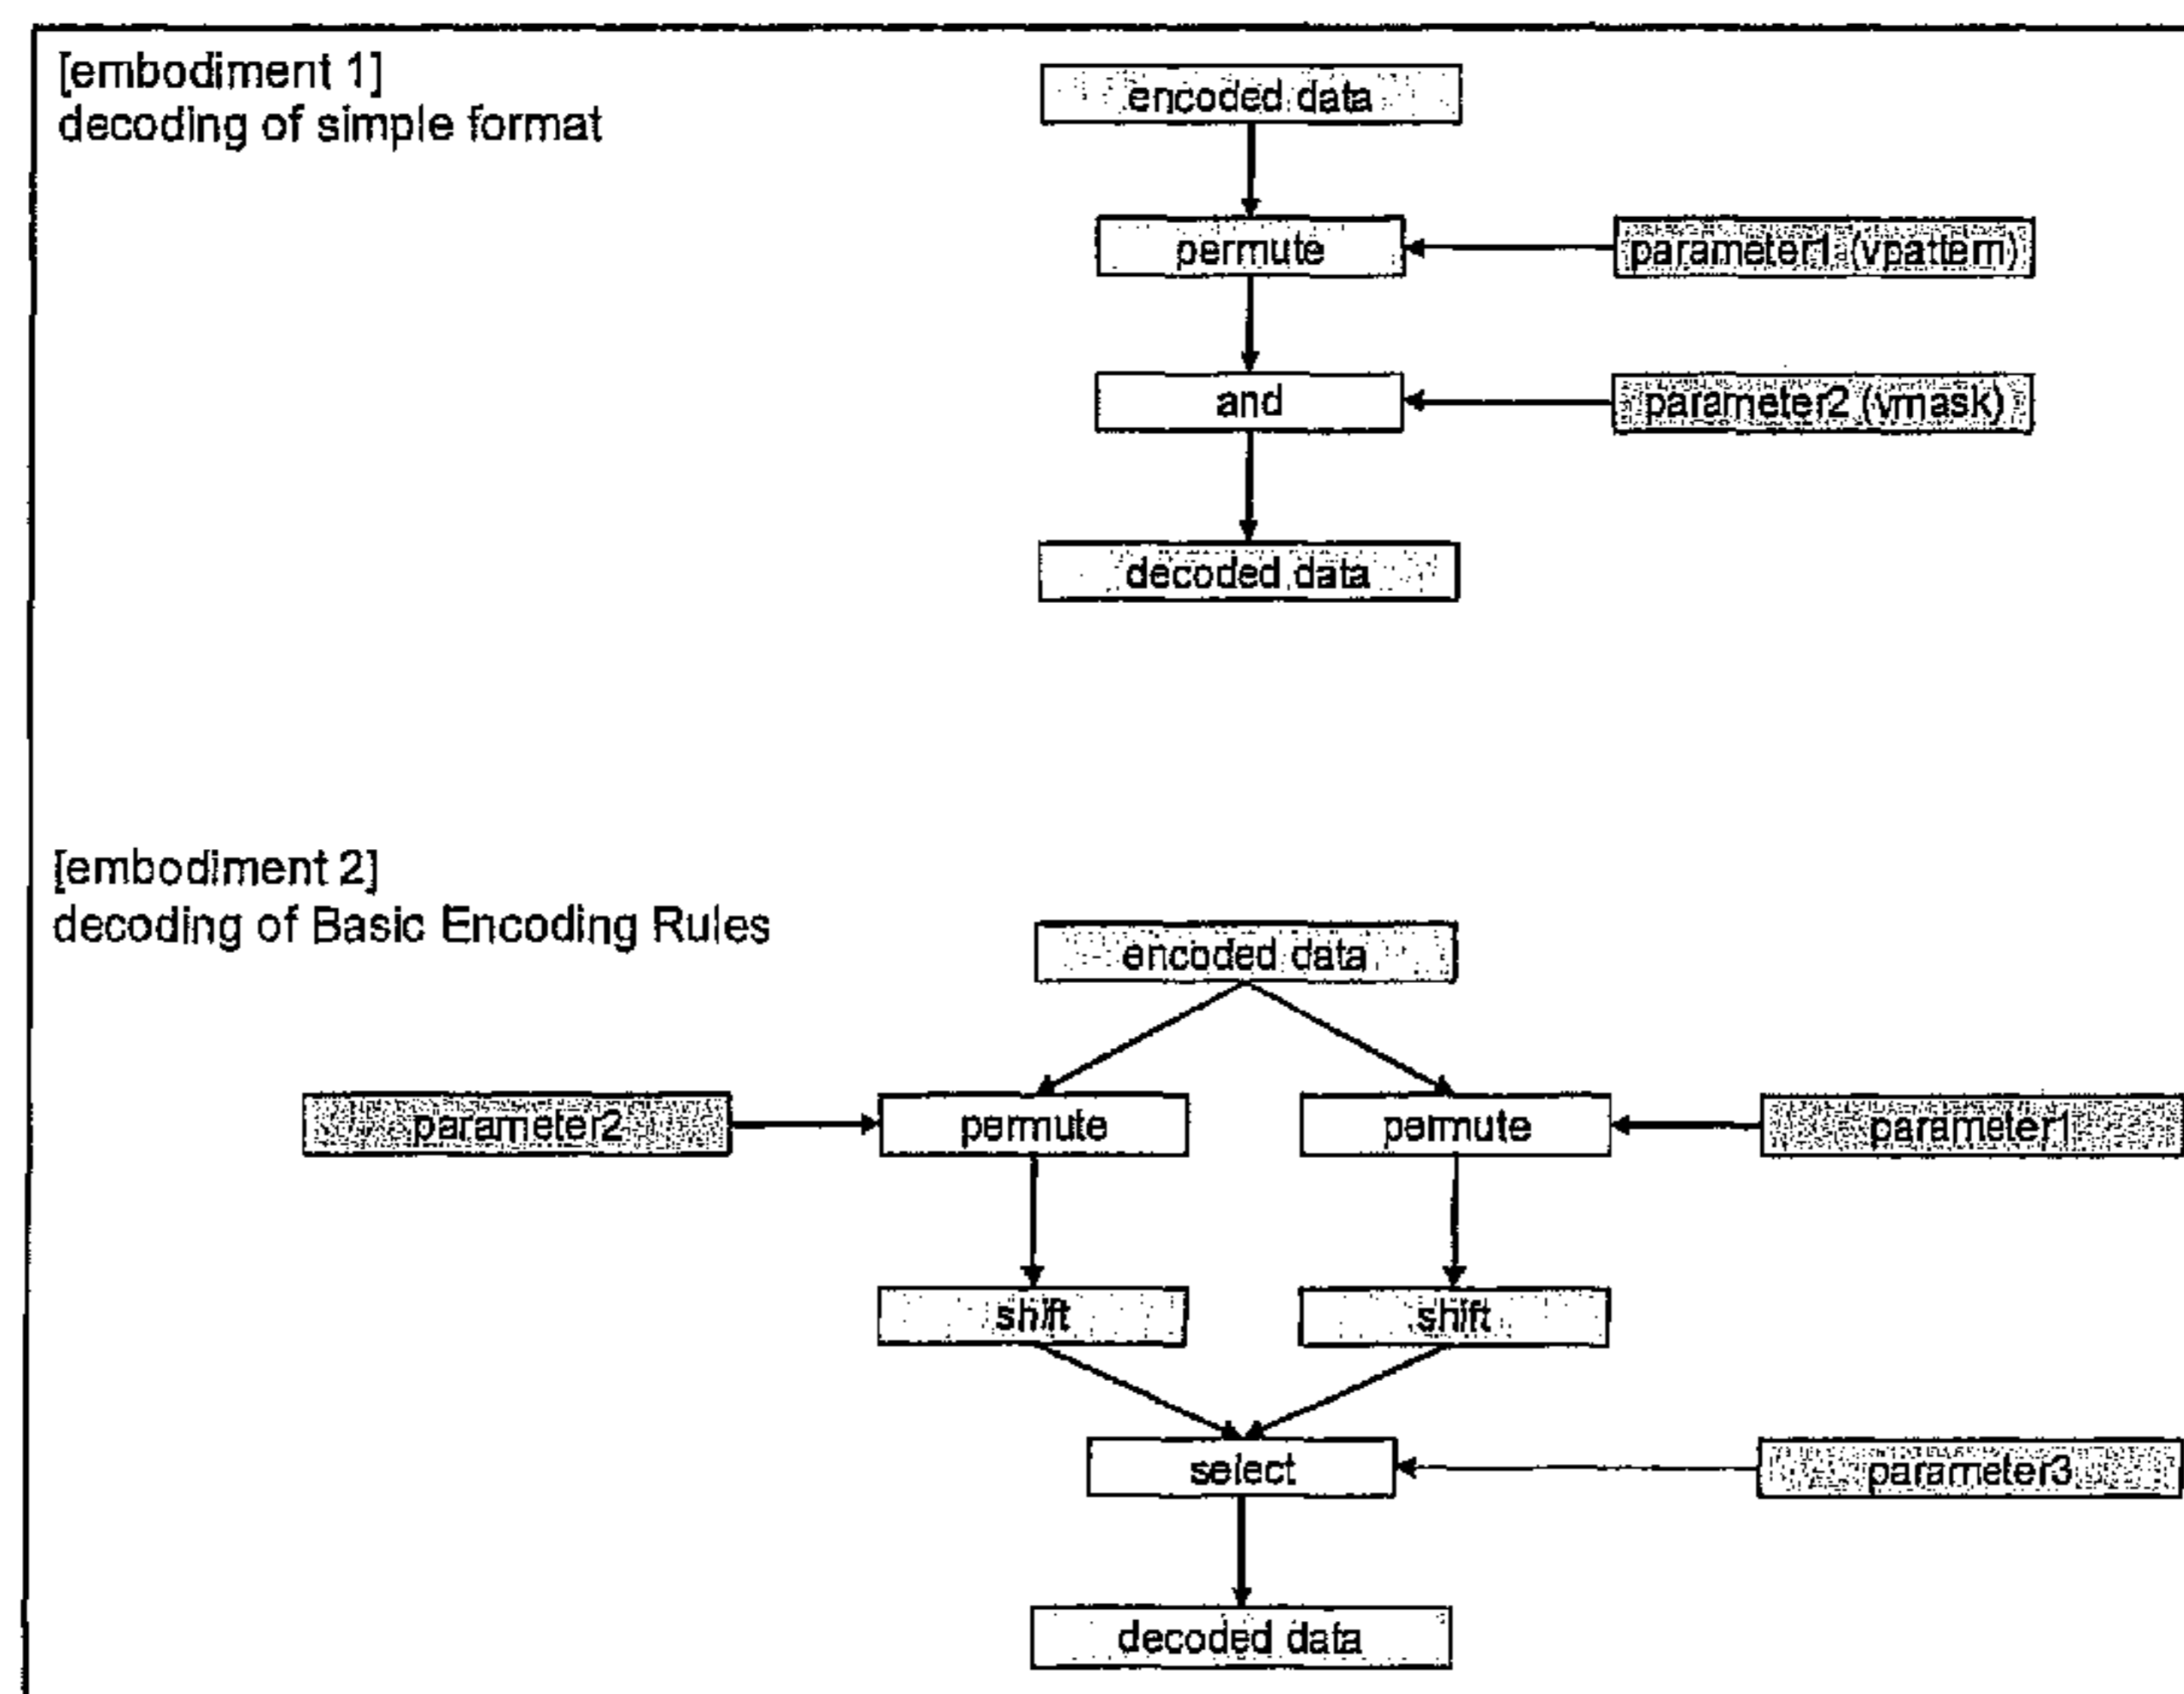 [embodiment 1]
decoding of simple format
encoded data
permute
parameter1 (vpattern)
and
parameter2 (vmask)
decoded data
[embodiment 2]
decoding of Basic Encoding Rules
encoded data
parameter2
permute
permute
parameter1
shift
shift
select
parameter3
decoded data